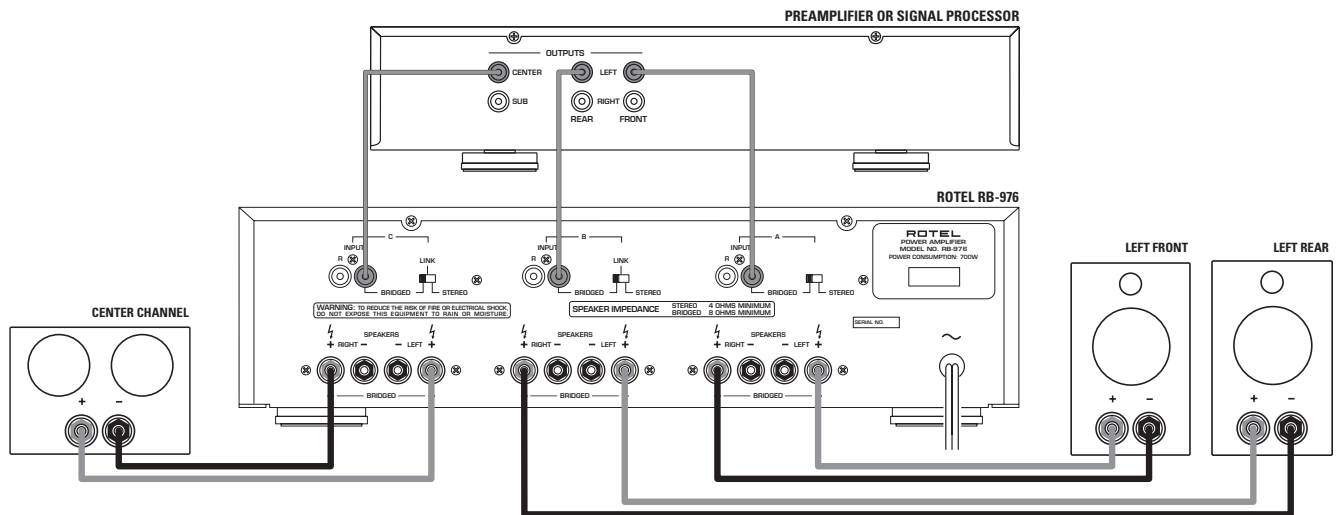 PREAMPLIFIER OR SIGNAL PROCESSOR
OUTPUTS
CENTER
LEFT
SUB
RIGHT
REAR
FRONT
ROTEL RB-976
C
INPUT
R
LINK
BRIDGED
STEREO
B
INPUT
R
LINK
BRIDGED
STEREO
A
INPUT
R
BRIDGED
STEREO
ROTEL
POWER AMPLIFIER
MODEL NO. RB-976
POWER CONSUMPTION: 700W
WARNING: TO REDUCE THE RISK OF FIRE OR ELECTRICAL SHOCK,
DO NOT EXPOSE THIS EQUIPMENT TO RAIN OR MOISTURE.
SPEAKER IMPEDANCE
STEREO 4 OHMS MINIMUM
BRIDGED 8 OHMS MINIMUM
SERIAL NO.
SPEAKERS
+ RIGHT − − LEFT +
BRIDGED
SPEAKERS
+ RIGHT − − LEFT +
BRIDGED
SPEAKERS
+ RIGHT − − LEFT +
BRIDGED
~
CENTER CHANNEL
+ −
LEFT FRONT
+ −
LEFT REAR
+ −